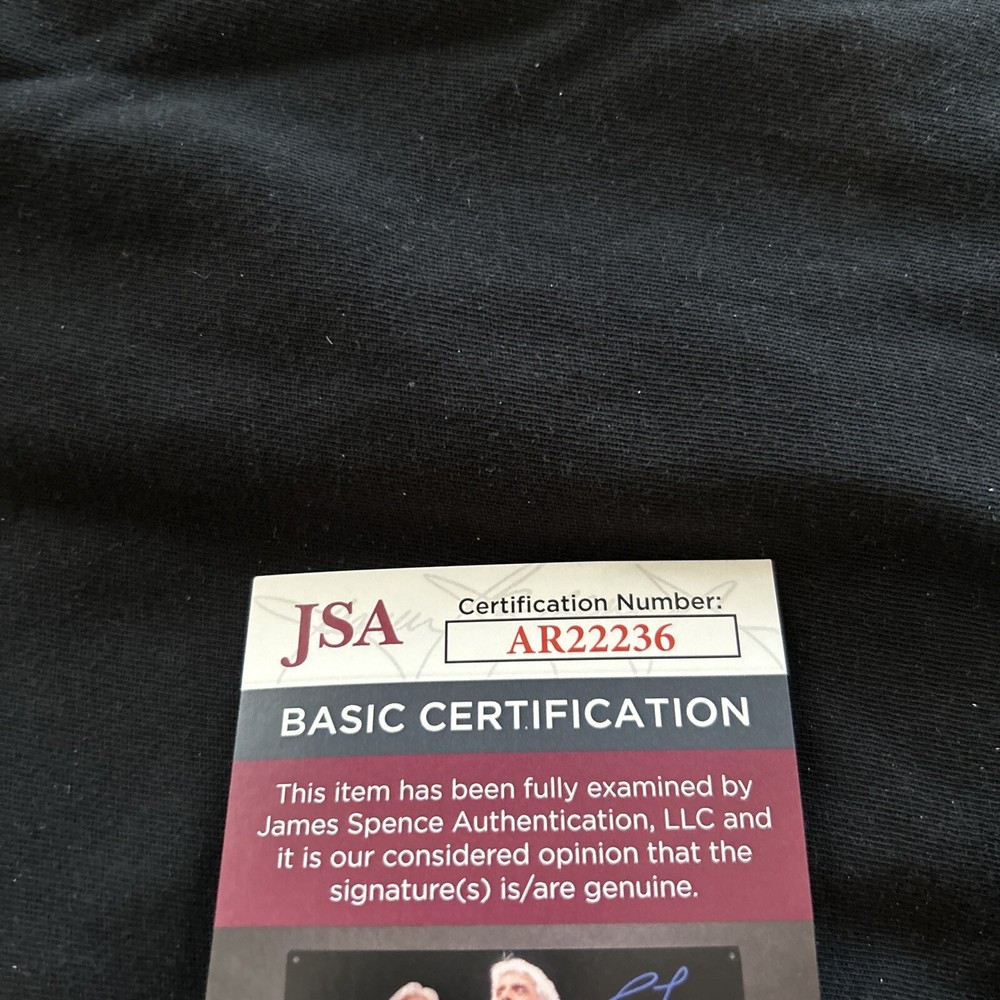 JSA
Certification Number:
AR22236
BASIC CERTIFICATION
This item has been fully examined by
James Spence Authentication, LLC and
it is our considered opinion that the
signature(s) is/are genuine.